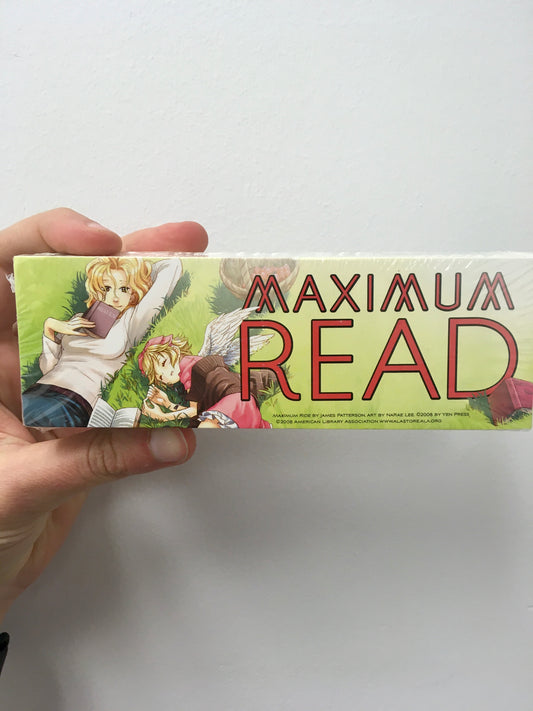 MAXIMUM
READ
MAXIMUM RIDE BY JAMES PATTERSON ART BY NARAE LEE. ©2008 BY YEN PRESS
©2008 AMERICAN LIBRARY ASSOCIATION WWW.ALASTORE.ALA.ORG